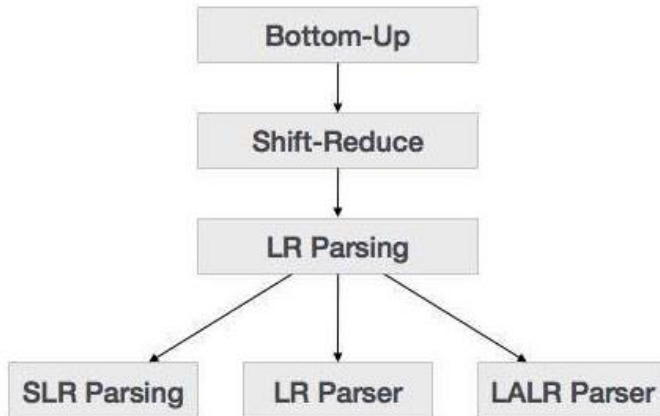 Bottom-Up
Shift-Reduce
LR Parsing
SLR Parsing
LR Parser
LALR Parser